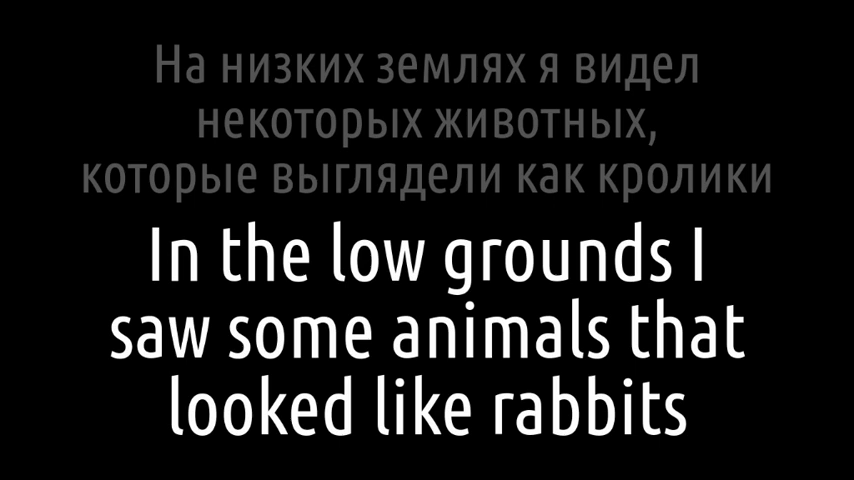 На низких землях я видел
некоторых животных,
которые выглядели как кролики
In the low grounds I
saw some animals that
looked like rabbits